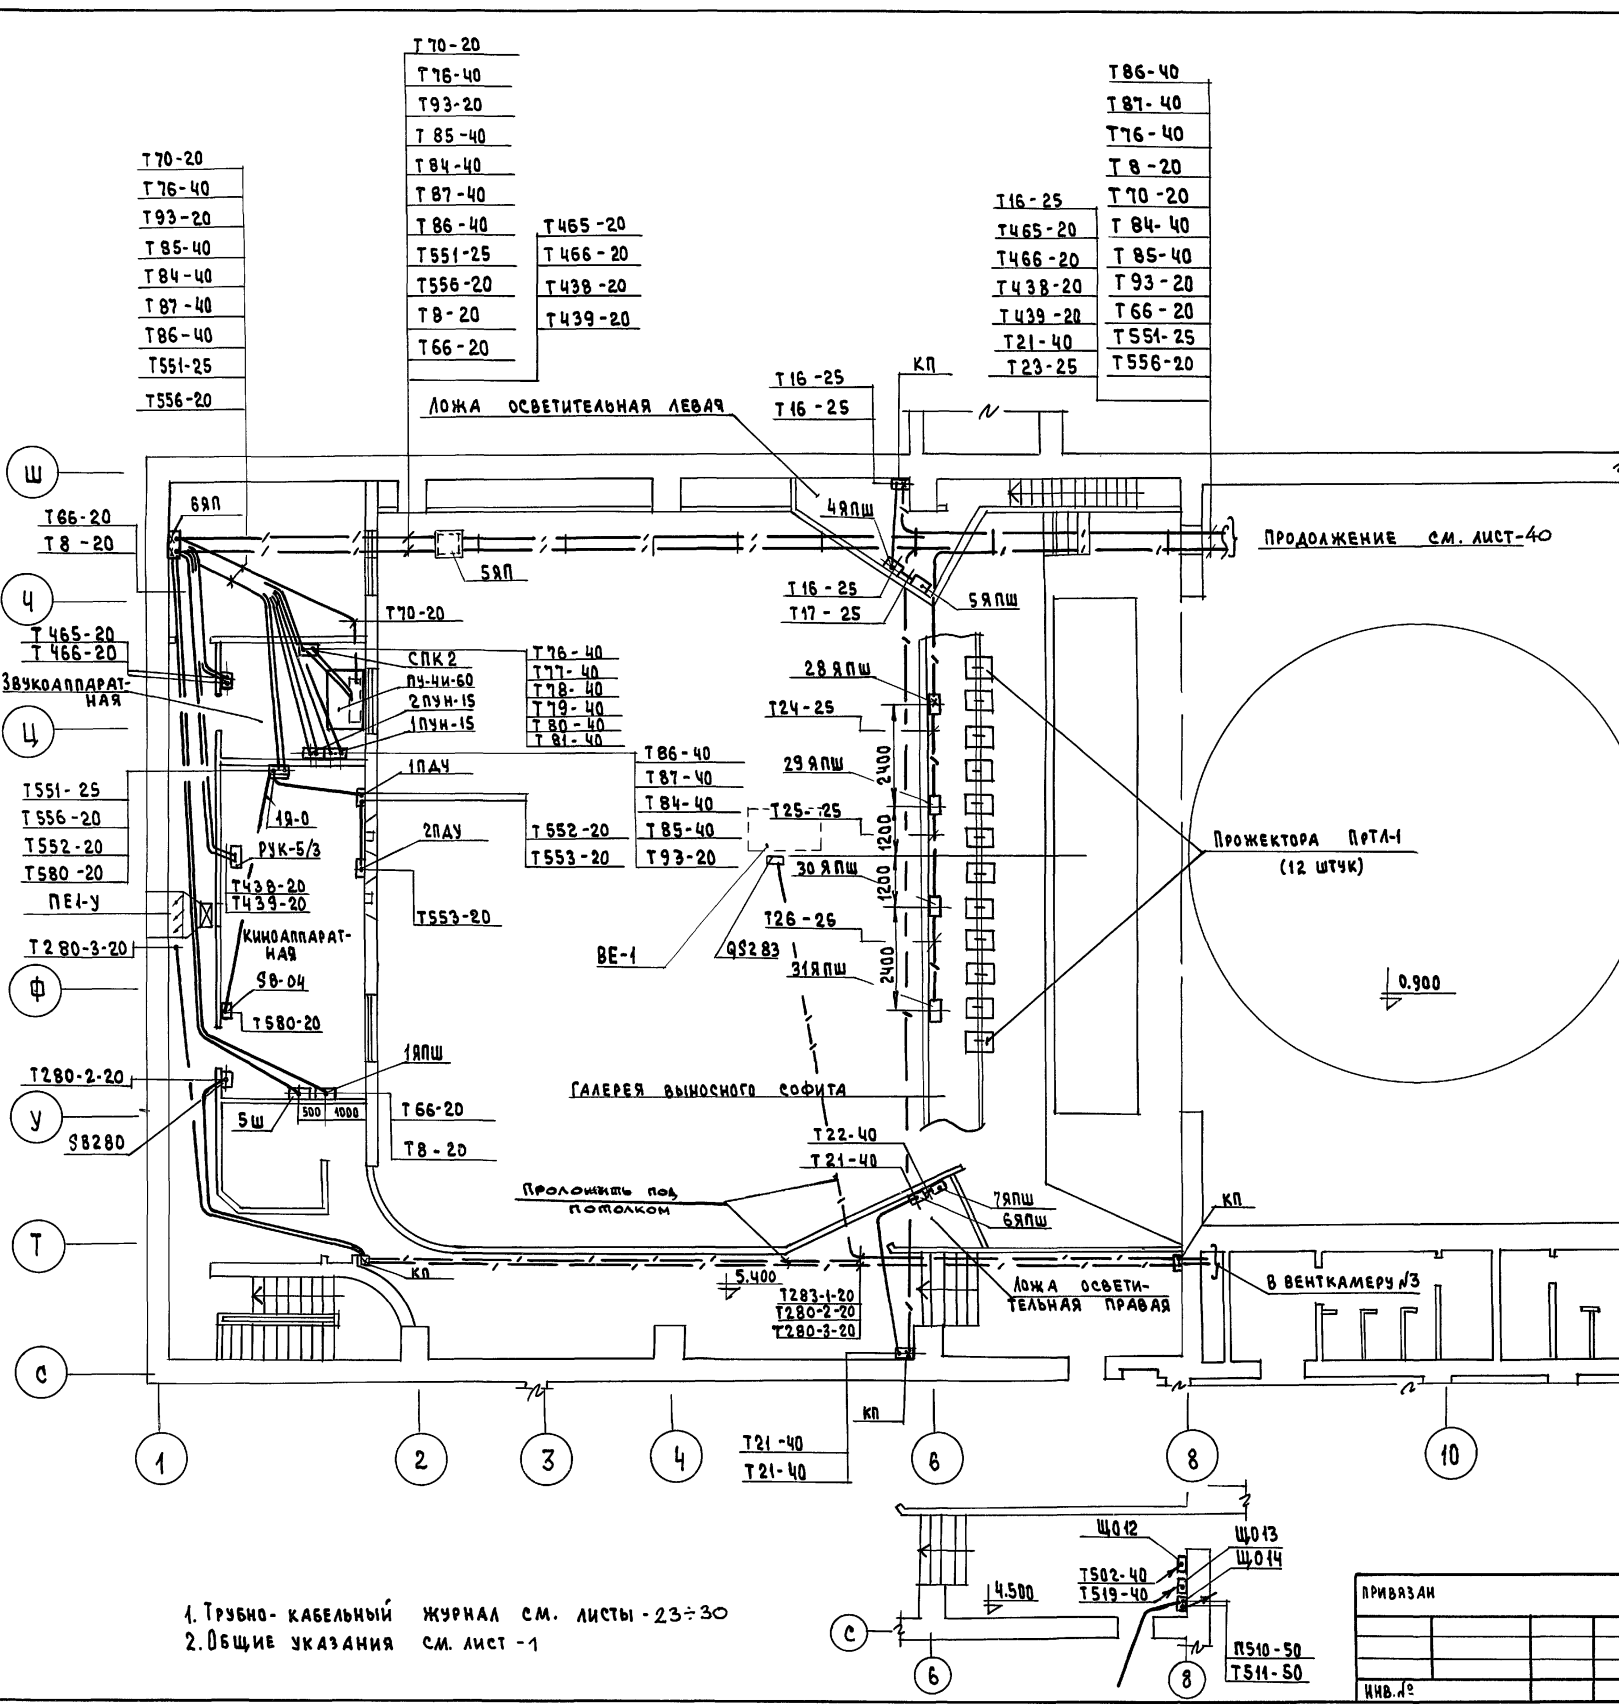 Т70-20
Т76-40
Т93-20
Т85-40
Т84-40
Т87-40
Т86-40
Т551-25
Т556-20
Т70-20
Т76-40
Т93-20
Т85-40
Т84-40
Т87-40
Т86-40
Т551-25
Т556-20
Т8-20
Т66-20
Т465-20
Т466-20
Т438-20
Т439-20
Т16-25
Т465-20
Т466-20
Т438-20
Т439-20
Т21-40
Т23-25
Т86-40
Т87-40
Т76-40
Т8-20
Т70-20
Т84-40
Т85-40
Т93-20
Т66-20
Т551-25
Т556-20
КП
Т16-25
Т16-25
ЛОЖА ОСВЕТИТЕЛЬНАЯ ЛЕВАЯ
Ш
6ЯП
Т66-20
Т8-20
4ЯПШ
ПРОДОЛЖЕНИЕ СМ. ЛИСТ-40
5ЯП
Ч
Т16-25
Т17-25
5ЯПШ
Т70-20
Т465-20
Т466-20
ЗВУКОАППАРАТ-
НАЯ
СПК2
ПУ-4И-60
2ПУН-15
1ПУН-15
Т76-40
Т77-40
Т78-40
Т79-40
Т80-40
Т81-40
28ЯПШ
Т24-25
Ц
2400
29ЯПШ
1ПДУ
Т86-40
Т87-40
Т84-40
Т85-40
Т93-20
Т551-25
Т556-20
Т552-20
Т580-20
1Я-0
Т25-25
1200
2ПДУ
Т552-20
Т553-20
РУК-5/3
Т438-20
Т439-20
30ЯПШ
1200
ПРОЖЕКТОРА ПРТЛ-1
(12 ШТУК)
ПЕ1-У
Т553-20
Т26-25
КИНОАППАРАТ-
НАЯ
Т280-3-20
ВЕ-1
QS283
31ЯПШ
2400
Ф
SB-04
Т580-20
0.900
1ЯПШ
Т280-2-20
ГАЛЕРЕЯ ВЫНОСНОГО СОФИТА
У
5Ш
500
1000
Т66-20
Т8-20
SB280
Т22-40
Т21-40
ПРОЛОЖИТЬ ПОД
ПОТОЛКОМ
7ЯПШ
6ЯПШ
КП
Т
КП
5.400
Т283-1-20
Т280-2-20
Т280-3-20
ЛОЖА ОСВЕТИ-
ТЕЛЬНАЯ ПРАВАЯ
В ВЕНТКАМЕРУ №3
С
КП
Т21-40
Т21-40
1
2
3
4
6
8
10
ЩО12
ЩО13
ЩО14
Т502-40
Т519-40
4.500
С
6
8
П510-50
Т511-50
1. ТРУБНО-КАБЕЛЬНЫЙ ЖУРНАЛ СМ. ЛИСТЫ-23÷30
2. ОБЩИЕ УКАЗАНИЯ СМ. ЛИСТ-1
ПРИВЯЗАН
ИНВ.№